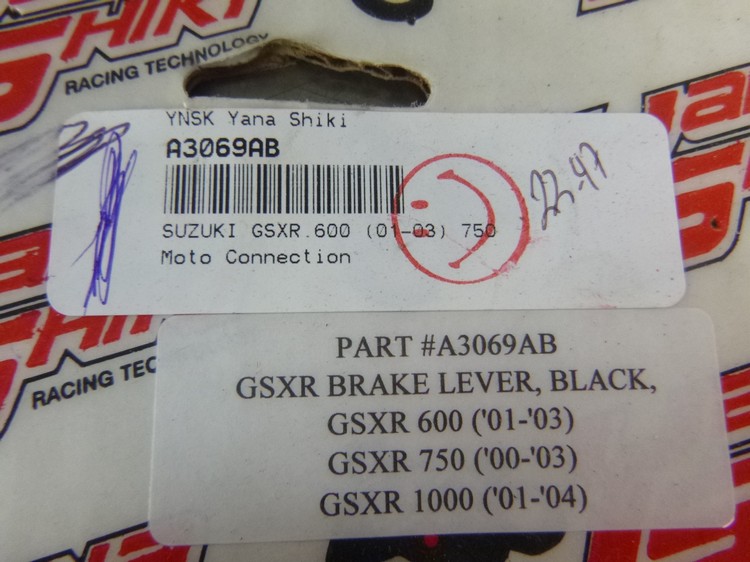 SHIKI
RACING TECHNOLOGY
YNSK Yana Shiki
A3069AB
SUZUKI GSXR.600 (01-03) 750
Moto Connection
22.47
PART #A3069AB
GSXR BRAKE LEVER, BLACK,
GSXR 600 ('01-'03)
GSXR 750 ('00-'03)
GSXR 1000 ('01-'04)
SHIKI
RACING TEC